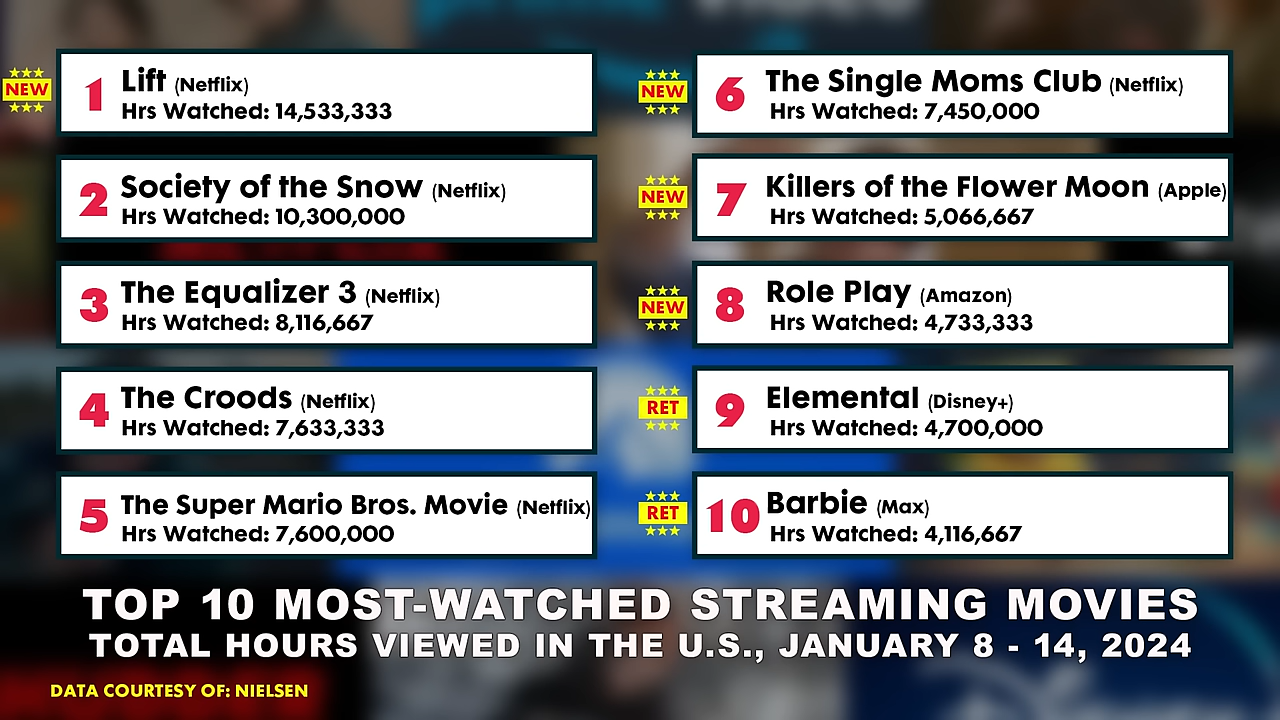 NEW
1
Lift (Netflix)
Hrs Watched: 14,533,333
2
Society of the Snow (Netflix)
Hrs Watched: 10,300,000
3
The Equalizer 3 (Netflix)
Hrs Watched: 8,116,667
4
The Croods (Netflix)
Hrs Watched: 7,633,333
5
The Super Mario Bros. Movie (Netflix)
Hrs Watched: 7,600,000
NEW
6
The Single Moms Club (Netflix)
Hrs Watched: 7,450,000
NEW
7
Killers of the Flower Moon (Apple)
Hrs Watched: 5,066,667
NEW
8
Role Play (Amazon)
Hrs Watched: 4,733,333
RET
9
Elemental (Disney+)
Hrs Watched: 4,700,000
RET
10
Barbie (Max)
Hrs Watched: 4,116,667
TOP 10 MOST-WATCHED STREAMING MOVIES
TOTAL HOURS VIEWED IN THE U.S., JANUARY 8 - 14, 2024
DATA COURTESY OF: NIELSEN